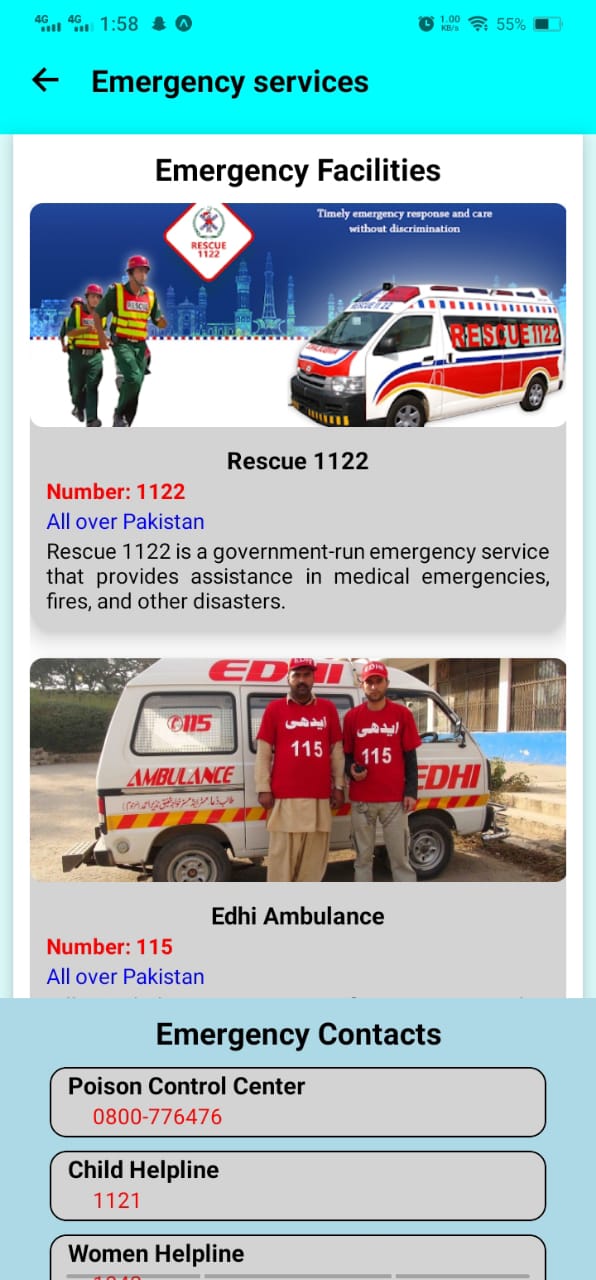 4G 4G 1:58 1.00 KB/s 55%
Emergency services
Emergency Facilities
Timely emergency response and care
without discrimination
RESCUE
1122
RESCUE
RESCUE 1122
RESCUE1122
Rescue 1122
Number: 1122
All over Pakistan
Rescue 1122 is a government-run emergency service
that provides assistance in medical emergencies,
fires, and other disasters.
EDHI
115
ایدھی
115
ایدھی
115
AMBULANCE
EDHI
Edhi Ambulance
Number: 115
All over Pakistan
Emergency Contacts
Poison Control Center
0800-776476
Child Helpline
1121
Women Helpline